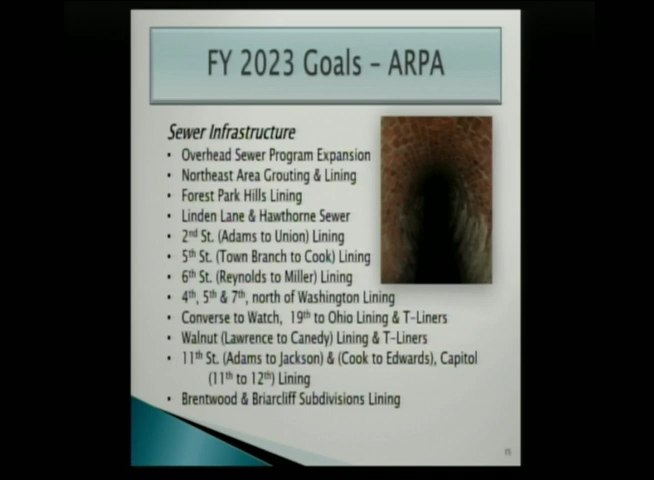 FY 2023 Goals – ARPA
Sewer Infrastructure
• Overhead Sewer Program Expansion
• Northeast Area Grouting & Lining
• Forest Park Hills Lining
• Linden Lane & Hawthorne Sewer
• 2nd St. (Adams to Union) Lining
• 5th St. (Town Branch to Cook) Lining
• 6th St. (Reynolds to Miller) Lining
• 4th, 5th & 7th, north of Washington Lining
• Converse to Watch, 19th to Ohio Lining & T-Liners
• Walnut (Lawrence to Canedy) Lining & T-Liners
• 11th St. (Adams to Jackson) & (Cook to Edwards), Capitol
(11th to 12th) Lining
• Brentwood & Briarcliff Subdivisions Lining
15